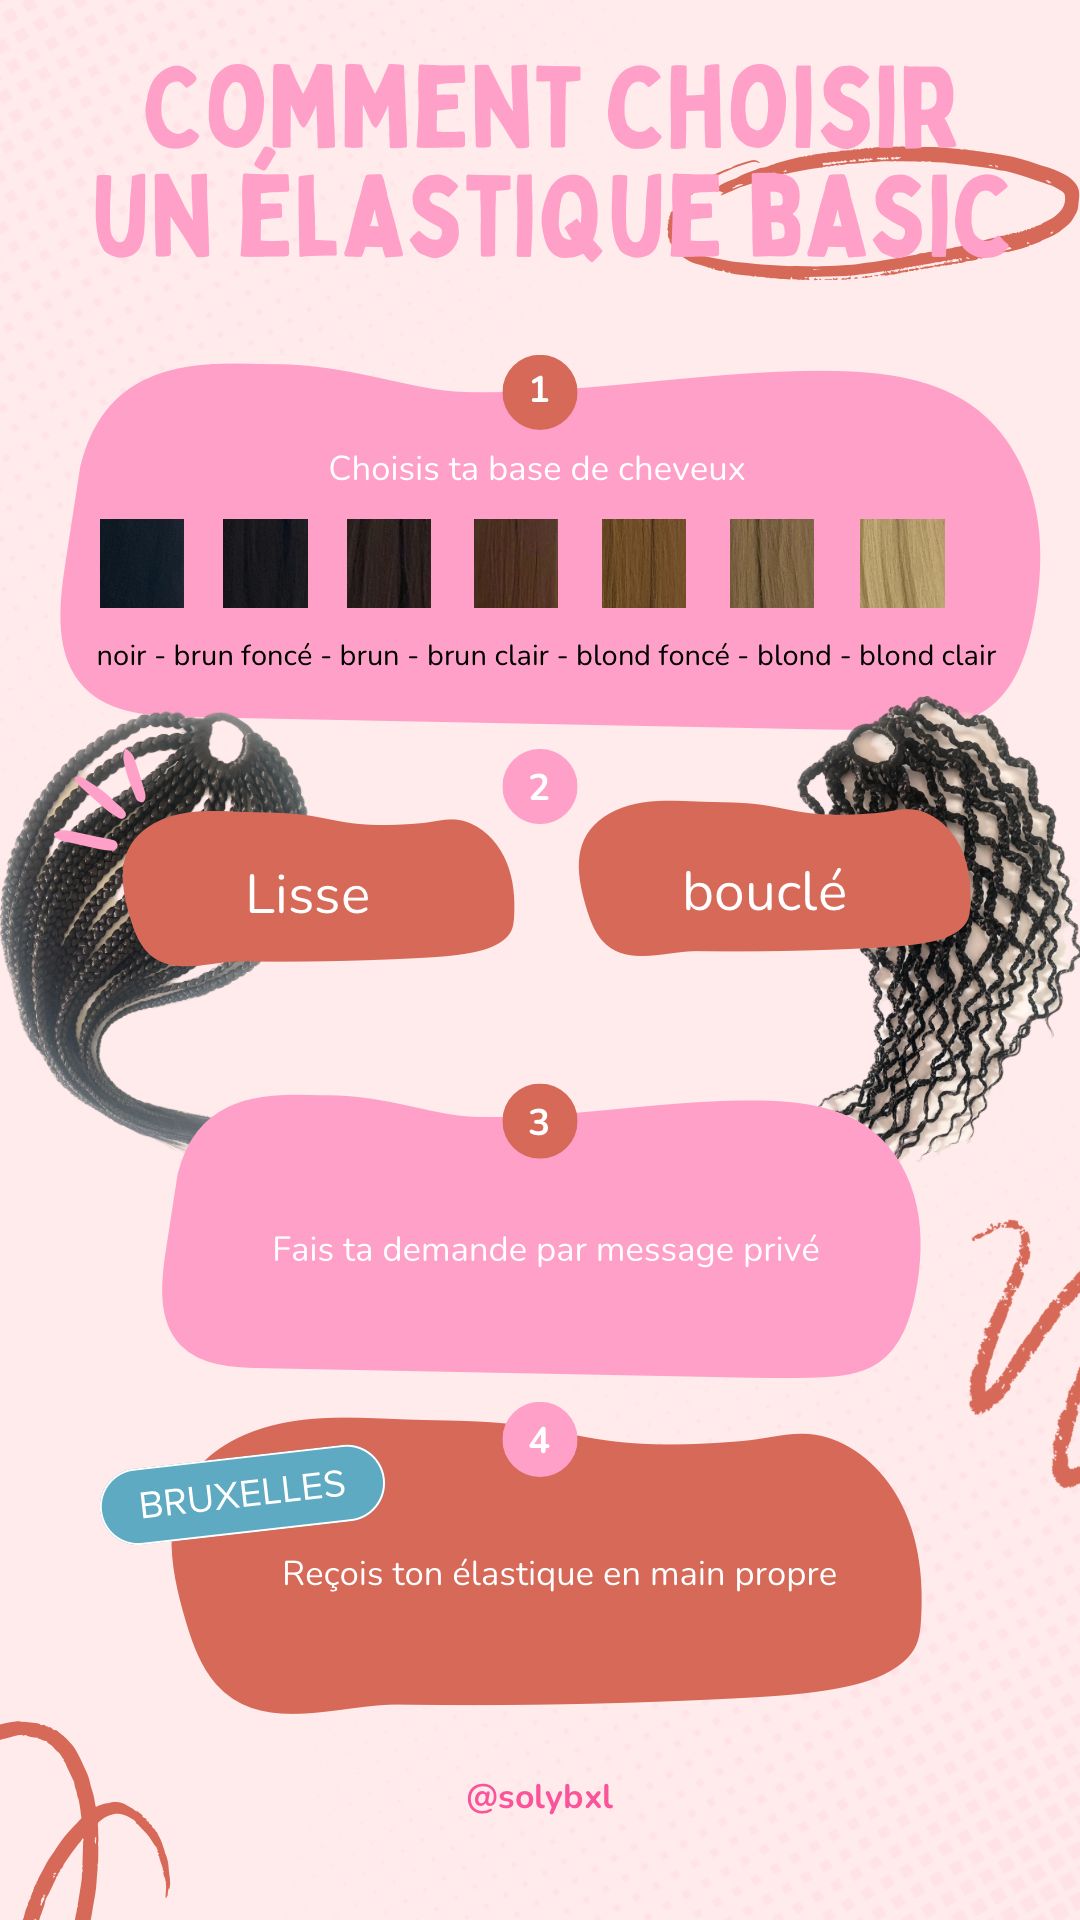 COMMENT CHOISIR
UN ÉLASTIQUE BASIC
1
Choisis ta base de cheveux
noir - brun foncé - brun - brun clair - blond foncé - blond - blond clair
2
Lisse
bouclé
3
Fais ta demande par message privé
4
BRUXELLES
Reçois ton élastique en main propre
@solybxl